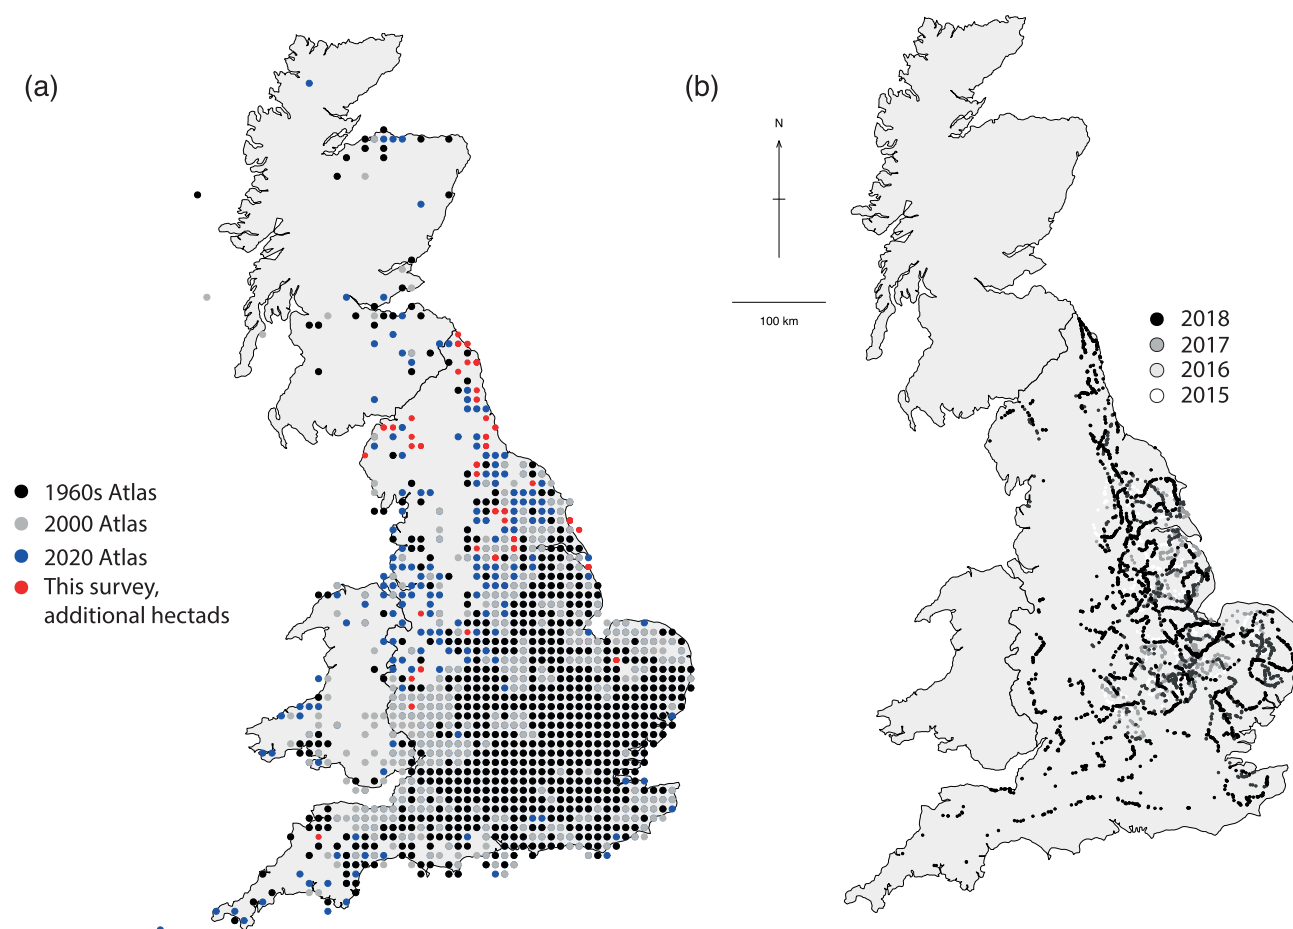 (a)
1960s Atlas
2000 Atlas
2020 Atlas
This survey,
additional hectads
(b)
N
100 km
2018
2017
2016
2015